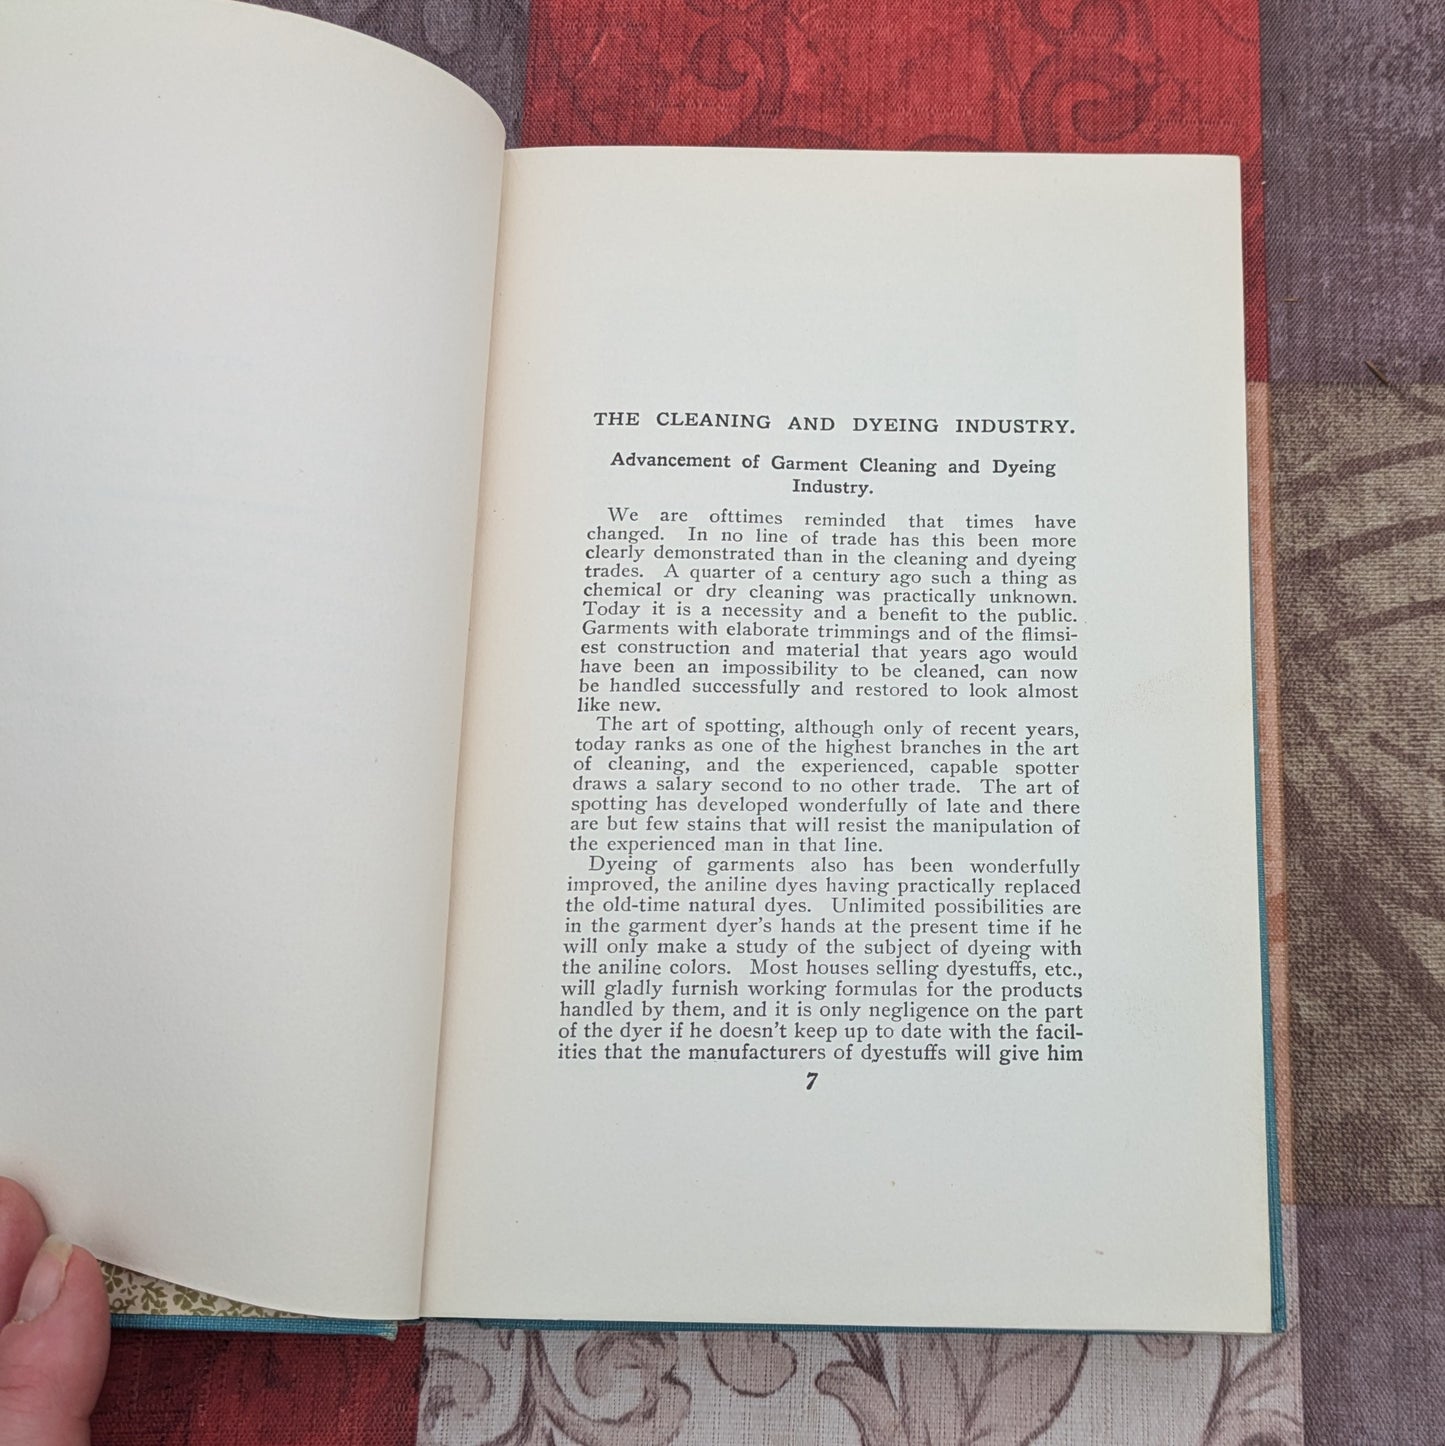 THE CLEANING AND DYEING INDUSTRY.
Advancement of Garment Cleaning and Dyeing
Industry.
We are ofttimes reminded that times have
changed. In no line of trade has this been more
clearly demonstrated than in the cleaning and dyeing
trades. A quarter of a century ago such a thing as
chemical or dry cleaning was practically unknown.
Today it is a necessity and a benefit to the public.
Garments with elaborate trimmings and of the flimsi-
est construction and material that years ago would
have been an impossibility to be cleaned, can now
be handled successfully and restored to look almost
like new.
The art of spotting, although only of recent years,
today ranks as one of the highest branches in the art
of cleaning, and the experienced, capable spotter
draws a salary second to no other trade. The art of
spotting has developed wonderfully of late and there
are but few stains that will resist the manipulation of
the experienced man in that line.
Dyeing of garments also has been wonderfully
improved, the aniline dyes having practically replaced
the old-time natural dyes. Unlimited possibilities are
in the garment dyer's hands at the present time if he
will only make a study of the subject of dyeing with
the aniline colors. Most houses selling dyestuffs, etc.,
will gladly furnish working formulas for the products
handled by them, and it is only negligence on the part
of the dyer if he doesn't keep up to date with the facil-
ities that the manufacturers of dyestuffs will give him
7